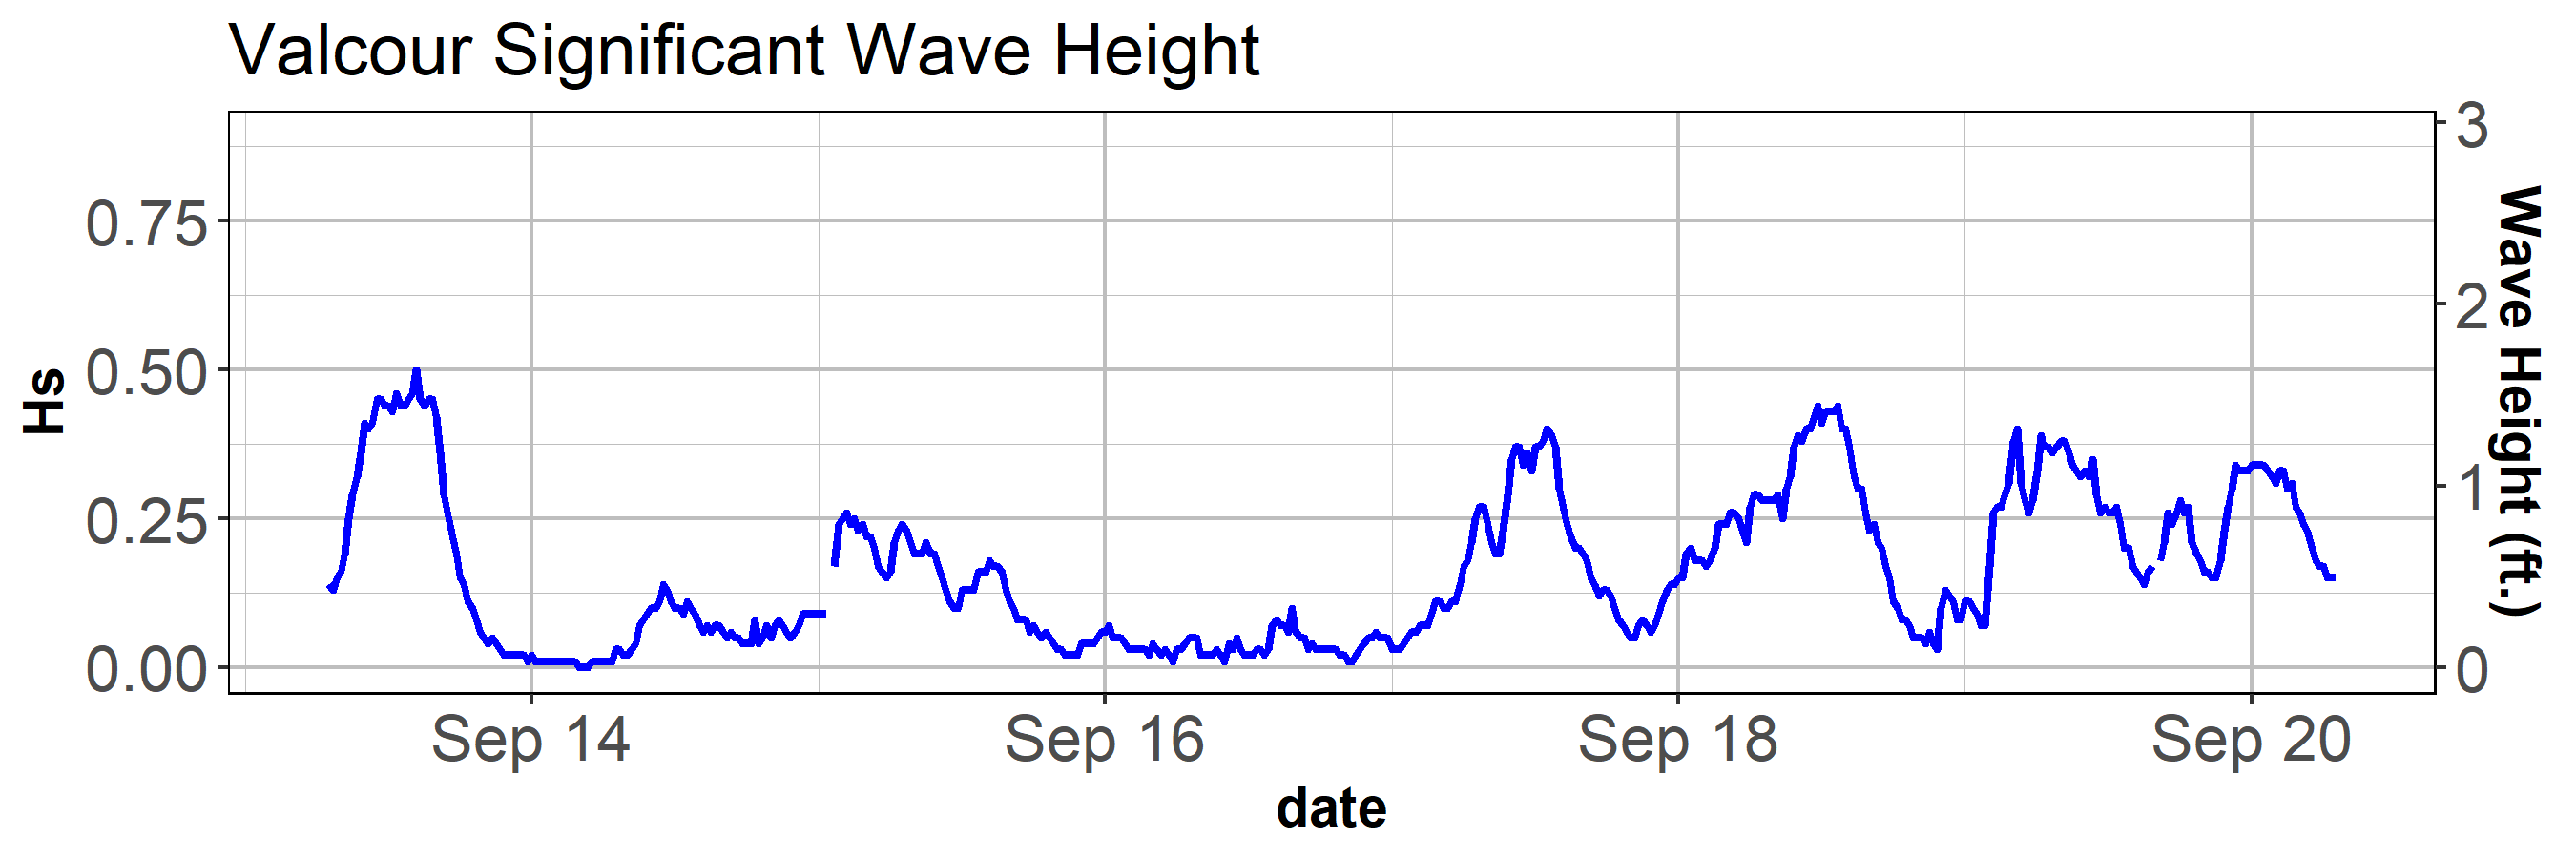 Valcour Significant Wave Height
Hs
0.75
0.50
0.25
0.00
3
2
1
0
Wave Height (ft.)
Sep 14
Sep 16
Sep 18
Sep 20
date